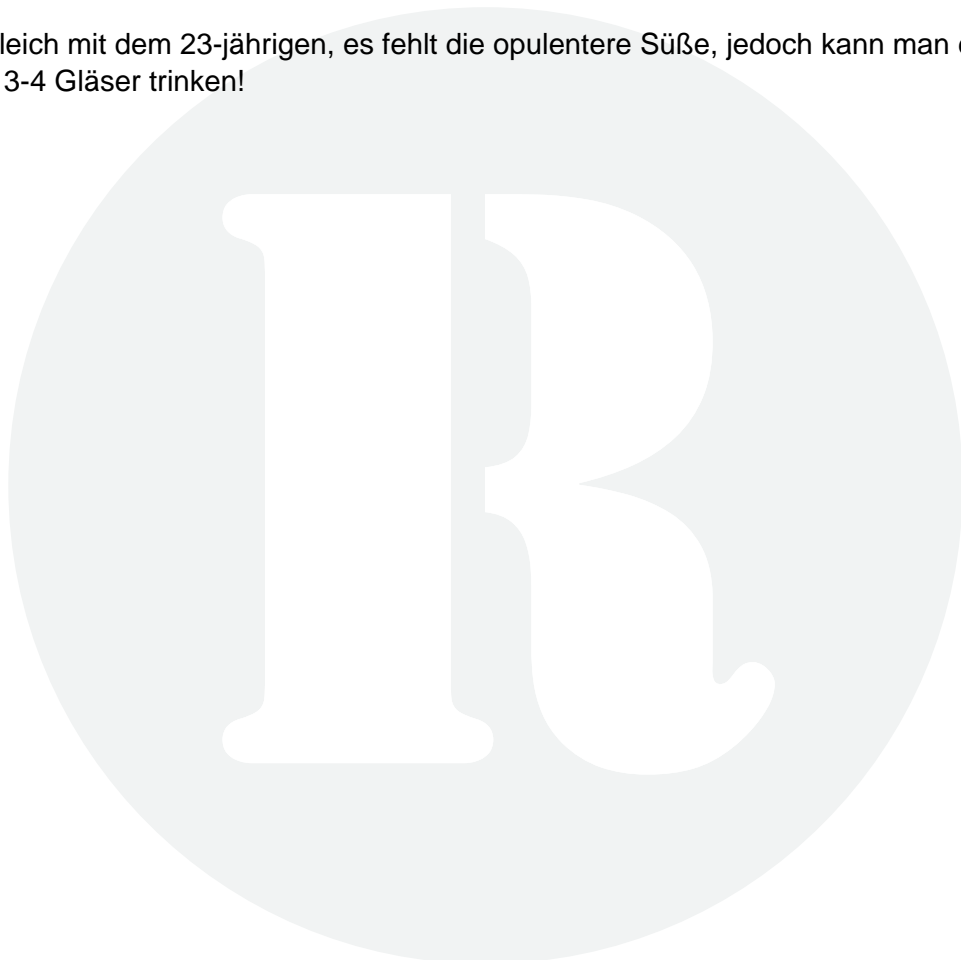 leich mit dem 23-jährigen, es fehlt die opulentere Süße, jedoch kann man
3-4 Gläser trinken!
R